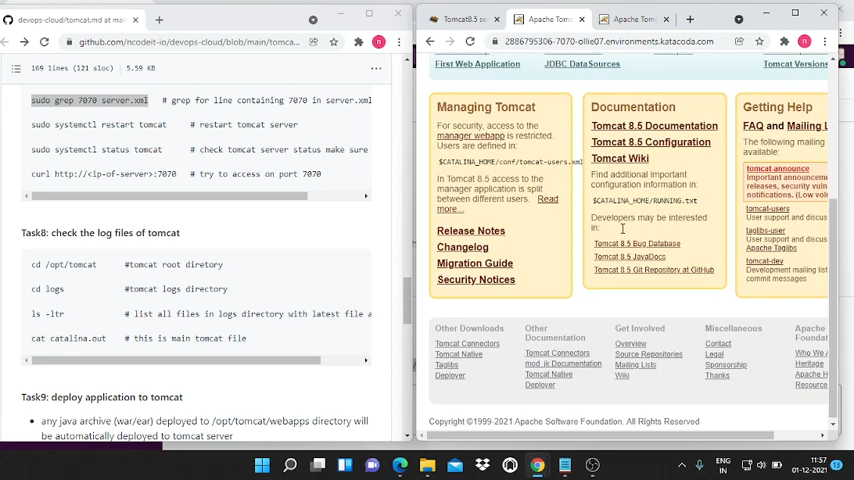 devops-cloud/tomcat.md at main
github.com/ncodeit-io/devops-cloud/blob/main/tomca...
169 lines (121 sloc) 5.59 KB
sudo grep 7070 server.xml # grep for line containing 7070 in server.xml
sudo systemctl restart tomcat # restart tomcat server
sudo systemctl status tomcat # check tomcat server status make sure
curl http://<ip-of-server>:7070 # try to access on port 7070
Task8: check the log files of tomcat
cd /opt/tomcat #tomcat root diretory
cd logs #tomcat logs directory
ls -ltr # list all files in logs directory with latest file a
cat catalina.out # this is main tomcat file
Task9: deploy application to tomcat
any java archive (war/ear) deployed to /opt/tomcat/webapps directory will
be automatically deployed to tomcat server
Tomcat8.5 se
Apache Tom
Apache Tom
2886795306-7070-ollie07.environments.katacoda.com
First Web Application
JDBC DataSources
Tomcat Versions
Managing Tomcat
For security, access to the
manager webapp is restricted.
Users are defined in:
$CATALINA_HOME/conf/tomcat-users.xml
In Tomcat 8.5 access to the
manager application is split
between different users. Read
more...
Release Notes
Changelog
Migration Guide
Security Notices
Documentation
Tomcat 8.5 Documentation
Tomcat 8.5 Configuration
Tomcat Wiki
Find additional important
configuration information in:
$CATALINA_HOME/RUNNING.txt
Developers may be interested
in:
Tomcat 8.5 Bug Database
Tomcat 8.5 JavaDocs
Tomcat 8.5 Git Repository at GitHub
Getting Help
FAQ and Mailing L
The following mailing
available:
tomcat-announce
Important announceme
releases, security vuln
notifications. (Low vol
tomcat-users
User support and discus
taglibs-user
User support and discus
Apache Taglibs
tomcat-dev
Development mailing list
commit messages
Other Downloads
Tomcat Connectors
Tomcat Native
Taglibs
Deployer
Other
Documentation
Tomcat Connectors
mod_jk Documentation
Tomcat Native
Deployer
Get Involved
Overview
Source Repositories
Mailing Lists
Wiki
Miscellaneous
Contact
Legal
Sponsorship
Thanks
Apache
Founda
Who We A
Heritage
Apache H
Resource
Copyright ©1999-2021 Apache Software Foundation. All Rights Reserved
n
n
ENG
IN
11:57
01-12-2021
13